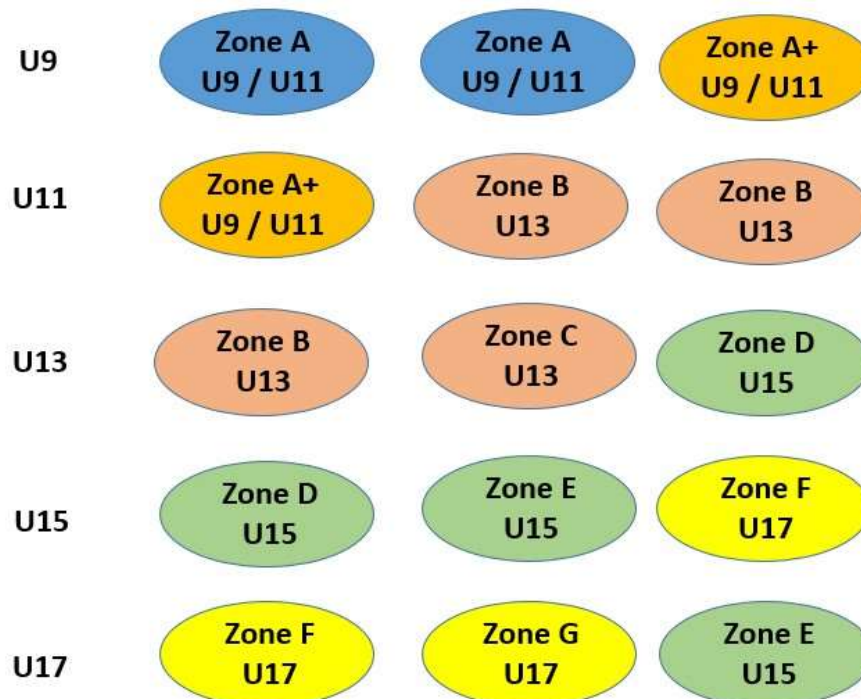 U9
Zone A
U9 / U11
Zone A
U9 / U11
Zone A+
U9 / U11
U11
Zone A+
U9 / U11
Zone B
U13
Zone B
U13
U13
Zone B
U13
Zone C
U13
Zone D
U15
U15
Zone D
U15
Zone E
U15
Zone F
U17
U17
Zone F
U17
Zone G
U17
Zone E
U15